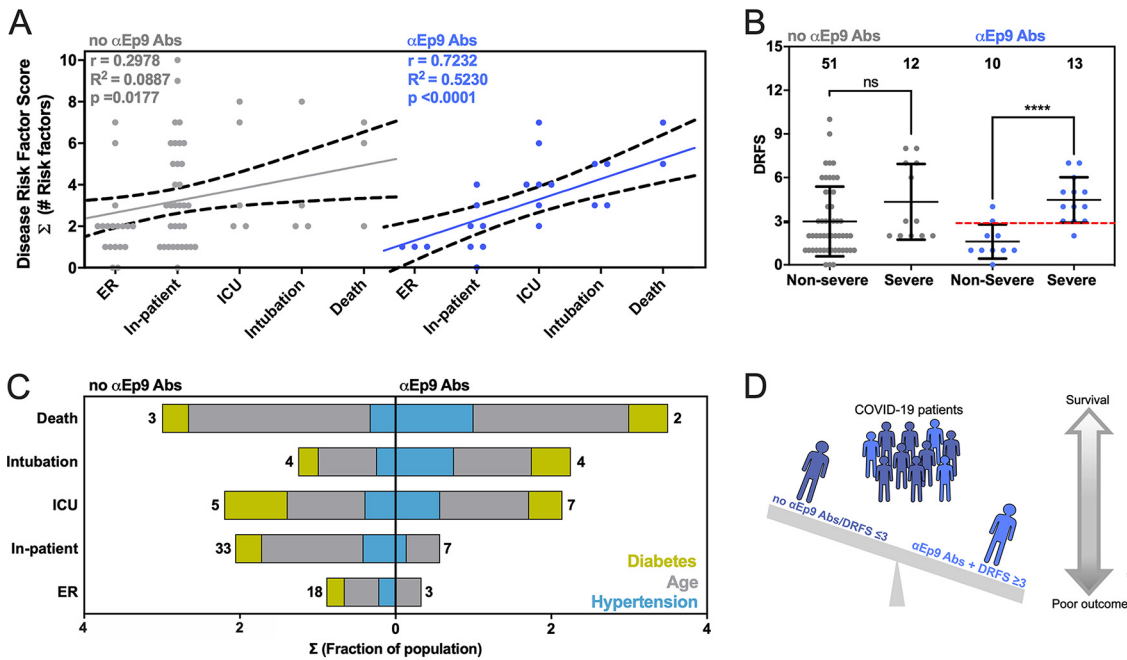 A
no αEp9 Abs
r = 0.2978
R² = 0.0887
p =0.0177
αEp9 Abs
r = 0.7232
R² = 0.5230
p <0.0001
Disease Risk Factor Score
Σ (# Risk factors)
10
8
6
4
2
0
ER
In-patient
ICU
Intubation
Death
ER
In-patient
ICU
Intubation
Death
B
no αEp9 Abs
αEp9 Abs
15
12
9
6
3
0
DRFS
51
12
10
13
ns
****
Non-severe
Severe
Non-Severe
Severe
C
no αEp9 Abs
αEp9 Abs
Death
3
2
Intubation
4
4
ICU
5
7
In-patient
33
7
ER
18
3
Diabetes
Age
Hypertension
4
2
0
2
4
Σ (Fraction of population)
D
COVID-19 patients
no αEp9 Abs/DRFS ≤3
αEp9 Abs + DRFS ≥3
Survival
Poor outcome